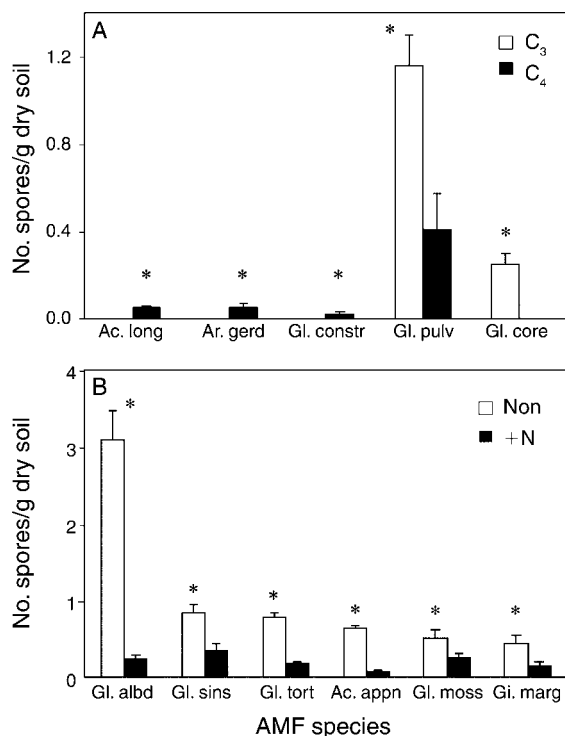 A
*
C3
C4
No. spores/g dry soil
1.2
0.8
0.4
0.0
* * * *
Ac. long Ar. gerd Gl. constr Gl. pulv Gl. core
B
*
Non
+N
No. spores/g dry soil
4
3
2
1
0
* * * * *
Gl. albd Gl. sins Gl. tort Ac. appn Gl. moss Gi. marg
AMF species